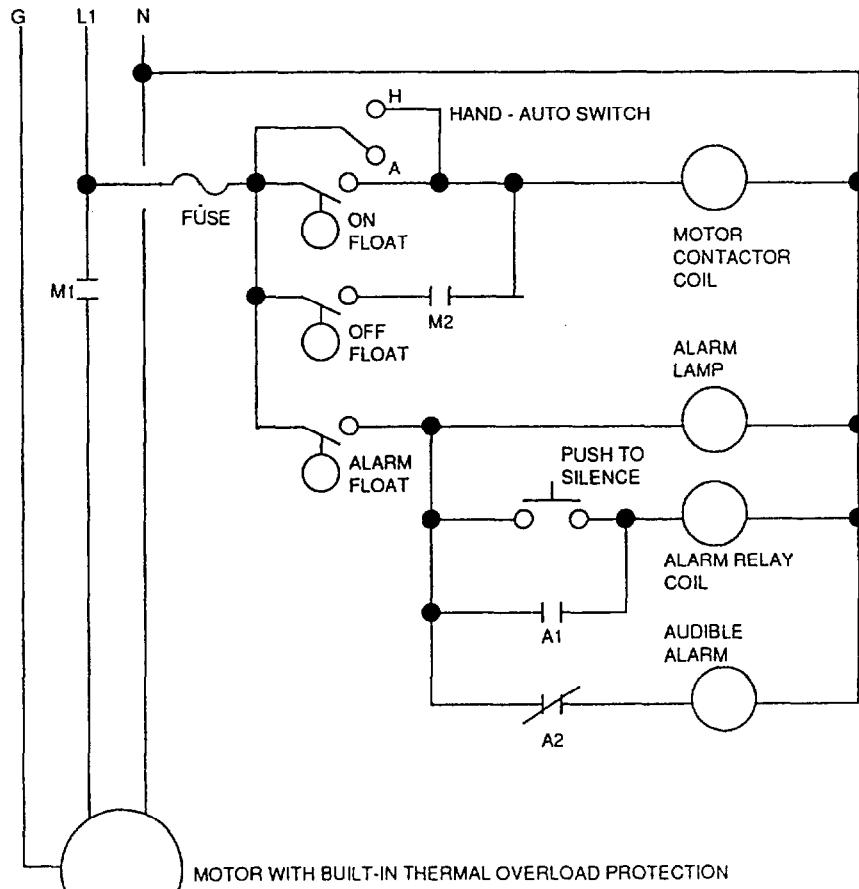 G L1 N
H
HAND - AUTO SWITCH
A
FUSE
ON
FLOAT
MOTOR
CONTACTOR
COIL
M1
M2
OFF
FLOAT
ALARM
LAMP
ALARM
FLOAT
PUSH TO
SILENCE
ALARM RELAY
COIL
A1
AUDIBLE
ALARM
A2
MOTOR WITH BUILT-IN THERMAL OVERLOAD PROTECTION